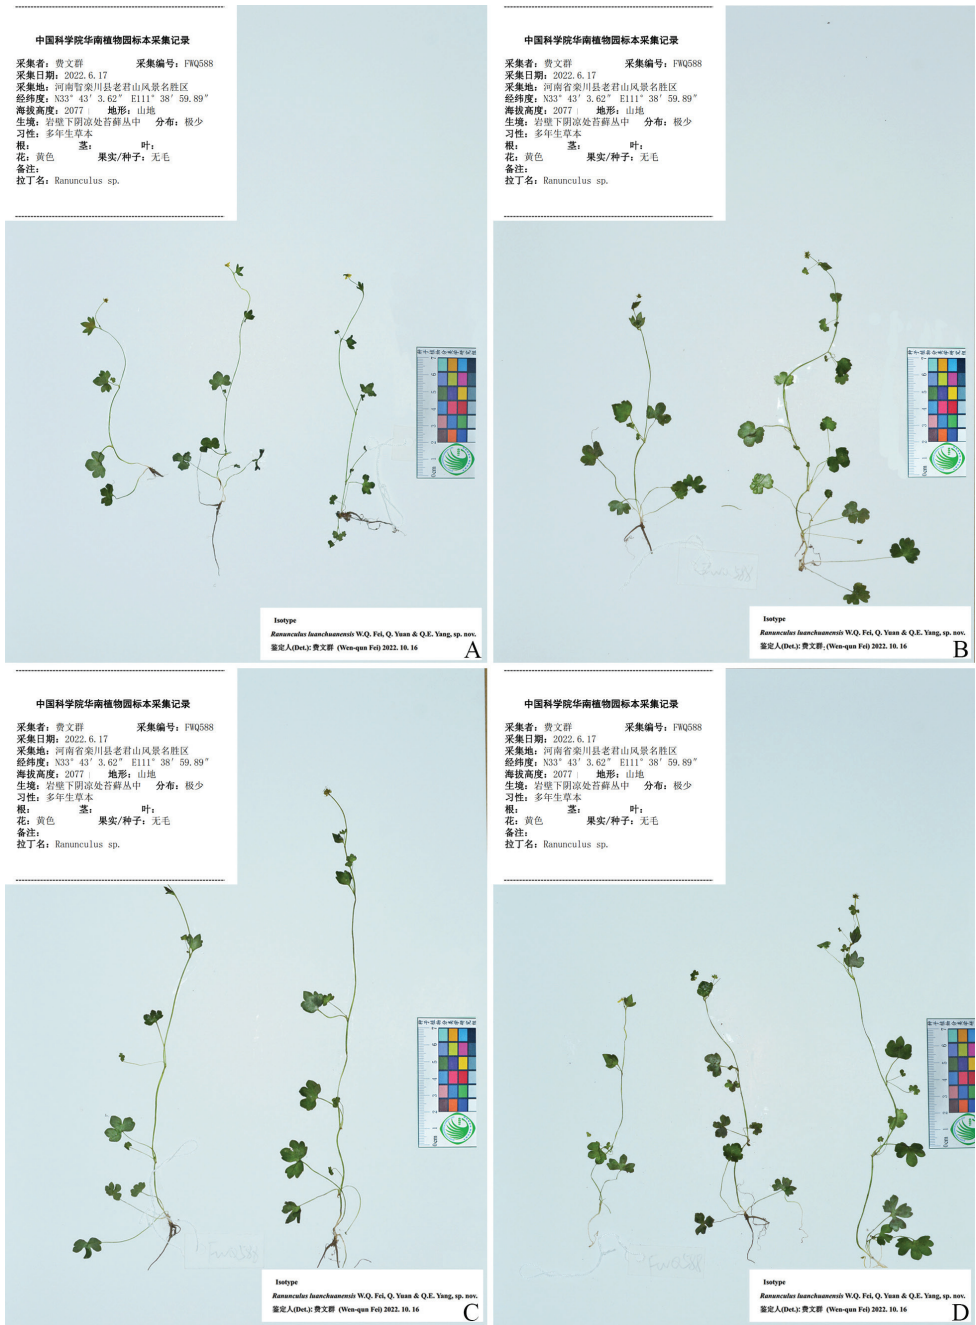 中国科学院华南植物园标本采集记录
采集者：费文群 采集编号：FWQ588
采集日期：2022.6.17
采集地：河南智栾川县老君山风景名胜区
经纬度：N33° 43′ 3.62″ E111° 38′ 59.89″
海拔高度：2077 地形：山地
生境：岩壁下阴凉处苔藓丛中 分布：极少
习性：多年生草本
根： 茎： 叶：
花：黄色 果实/种子：无毛
备注：
拉丁名：Ranunculus sp.
Isotype
Ranunculus luanchuanensis W.Q. Fei, Q. Yuan & Q.E. Yang, sp. nov.
鉴定人(Det.): 费文群 (Wen-qun Fei) 2022. 10. 16
A
中国科学院华南植物园标本采集记录
采集者：费文群 采集编号：FWQ588
采集日期：2022.6.17
采集地：河南省栾川县老君山风景名胜区
经纬度：N33° 43′ 3.62″ E111° 38′ 59.89″
海拔高度：2077 地形：山地
生境：岩壁下阴凉处苔藓丛中 分布：极少
习性：多年生草本
根： 茎： 叶：
花：黄色 果实/种子：无毛
备注：
拉丁名：Ranunculus sp.
Isotype
Ranunculus luanchuanensis W.Q. Fei, Q. Yuan & Q.E. Yang, sp. nov.
鉴定人(Det.): 费文群 (Wen-qun Fei) 2022. 10. 16
B
中国科学院华南植物园标本采集记录
采集者：费文群 采集编号：FWQ588
采集日期：2022.6.17
采集地：河南省栾川县老君山风景名胜区
经纬度：N33° 43′ 3.62″ E111° 38′ 59.89″
海拔高度：2077 地形：山地
生境：岩壁下阴凉处苔藓丛中 分布：极少
习性：多年生草本
根： 茎： 叶：
花：黄色 果实/种子：无毛
备注：
拉丁名：Ranunculus sp.
Isotype
Ranunculus luanchuanensis W.Q. Fei, Q. Yuan & Q.E. Yang, sp. nov.
鉴定人(Det.): 费文群 (Wen-qun Fei) 2022. 10. 16
C
中国科学院华南植物园标本采集记录
采集者：费文群 采集编号：FWQ588
采集日期：2022.6.17
采集地：河南省栾川县老君山风景名胜区
经纬度：N33° 43′ 3.62″ E111° 38′ 59.89″
海拔高度：2077 地形：山地
生境：岩壁下阴凉处苔藓丛中 分布：极少
习性：多年生草本
根： 茎： 叶：
花：黄色 果实/种子：无毛
备注：
拉丁名：Ranunculus sp.
Isotype
Ranunculus luanchuanensis W.Q. Fei, Q. Yuan & Q.E. Yang, sp. nov.
鉴定人(Det.): 费文群 (Wen-qun Fei) 2022. 10. 16
D